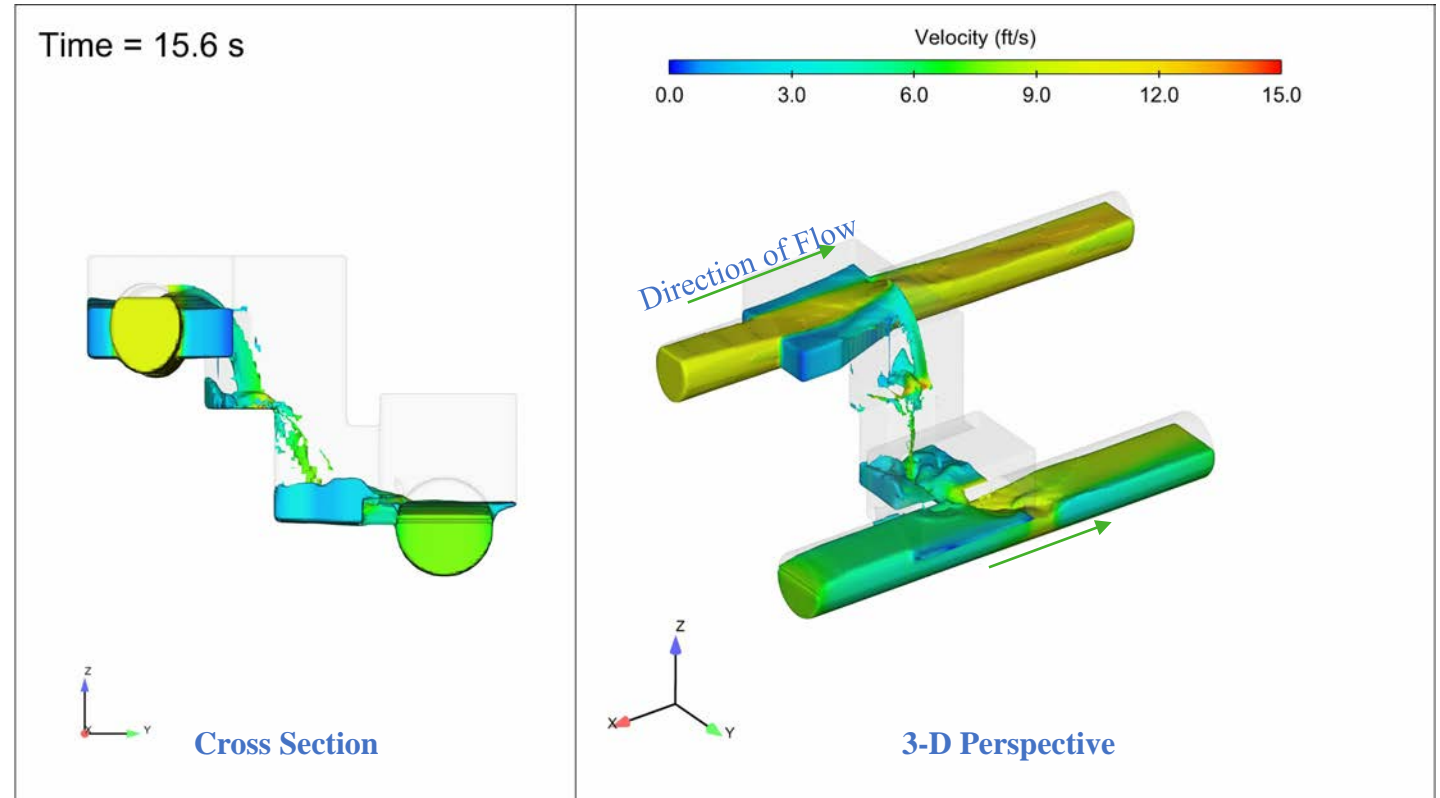 Time = 15.6 s
Velocity (ft/s)
0.0 3.0 6.0 9.0 12.0 15.0
Direction of Flow
z
x Y
Cross Section
Z
X
Y
3-D Perspective